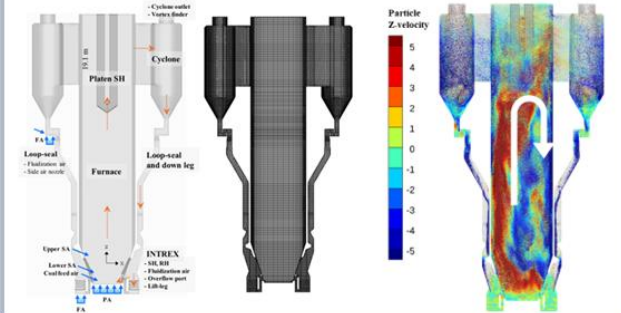 - Cyclone outlet
- Vortex finder
19.1 m
Platen SH
Cyclone
FA
Loop-seal
- Fluidization air
- Side air nozzle
Loop-seal
and down leg
Furnace
Upper SA
Lower SA
Coal feed air
z
x
INTREX
- SH, RH
- Fluidization air
- Overflow port
- Lift leg
PA
FA
Particle
Z-velocity
5
4
3
2
1
0
-1
-2
-3
-4
-5